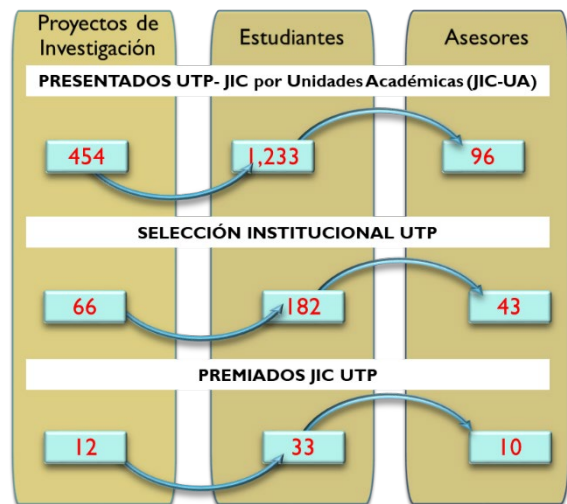 Proyectos de Investigación
Estudiantes
Asesores
PRESENTADOS UTP- JIC por Unidades Académicas (JIC-UA)
454
1,233
96
SELECCIÓN INSTITUCIONAL UTP
66
182
43
PREMIADOS JIC UTP
12
33
10